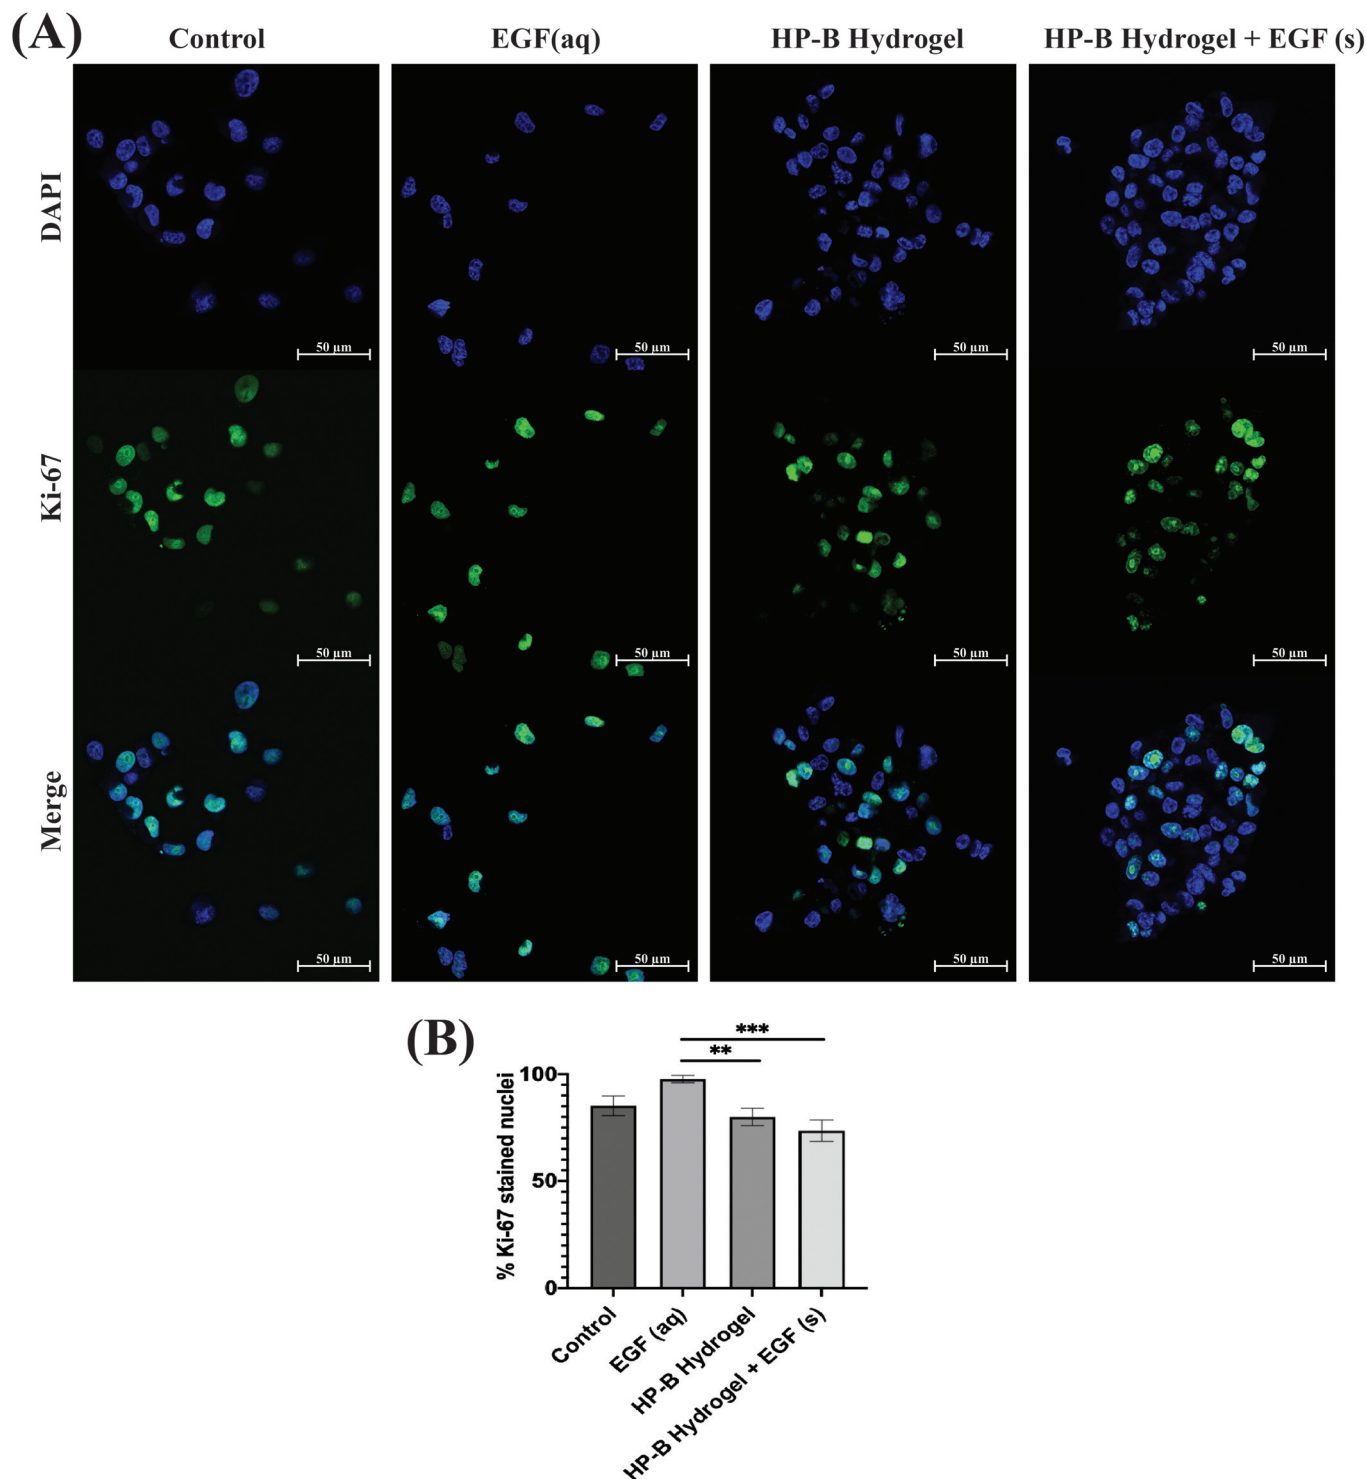 (A)
Control EGF(aq) HP-B Hydrogel HP-B Hydrogel + EGF (s)
DAPI
50 µm 50 µm 50 µm 50 µm
Ki-67
50 µm 50 µm 50 µm 50 µm
Merge
50 µm 50 µm 50 µm 50 µm
(B)
***
**
% Ki-67 stained nuclei
100
50
0
Control
EGF (aq)
HP-B Hydrogel
HP-B Hydrogel + EGF (s)